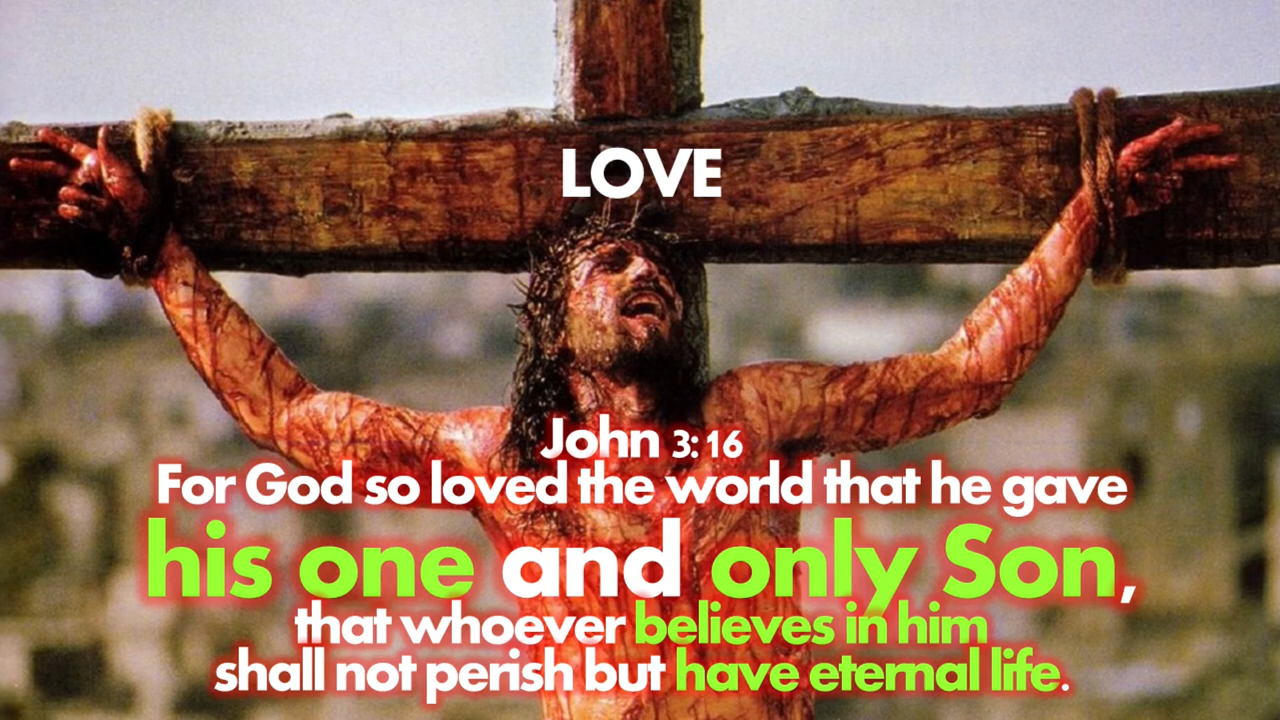 LOVE
John 3:16
For God so loved the world that he gave
his one and only Son,
that whoever believes in him
shall not perish but have eternal life.